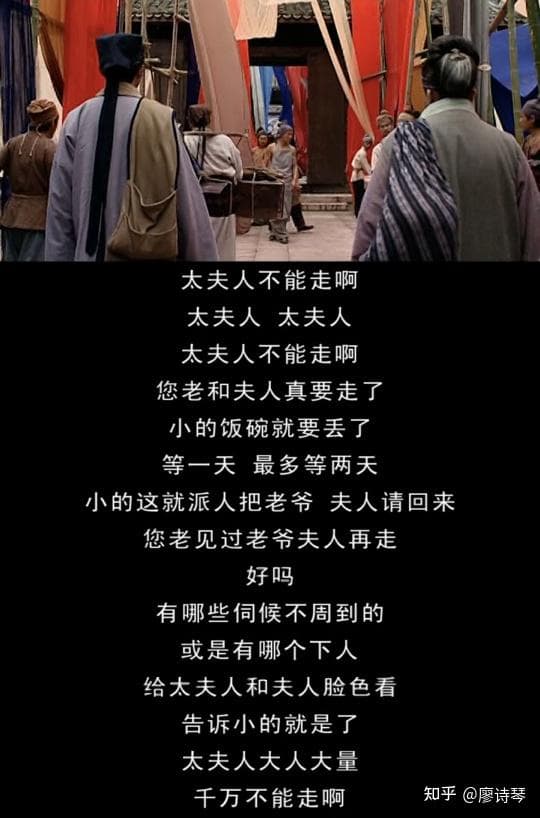 太夫人不能走啊
太夫人 太夫人
太夫人不能走啊
您老和夫人真要走了
小的饭碗就要丢了
等一天 最多等两天
小的这就派人把老爷 夫人请回来
您老见过老爷夫人再走
好吗
有哪些伺候不周到的
或是有哪个下人
给太夫人和夫人脸色看
告诉小的就是了
太夫人大人大量
千万不能走啊
知乎 @廖诗琴